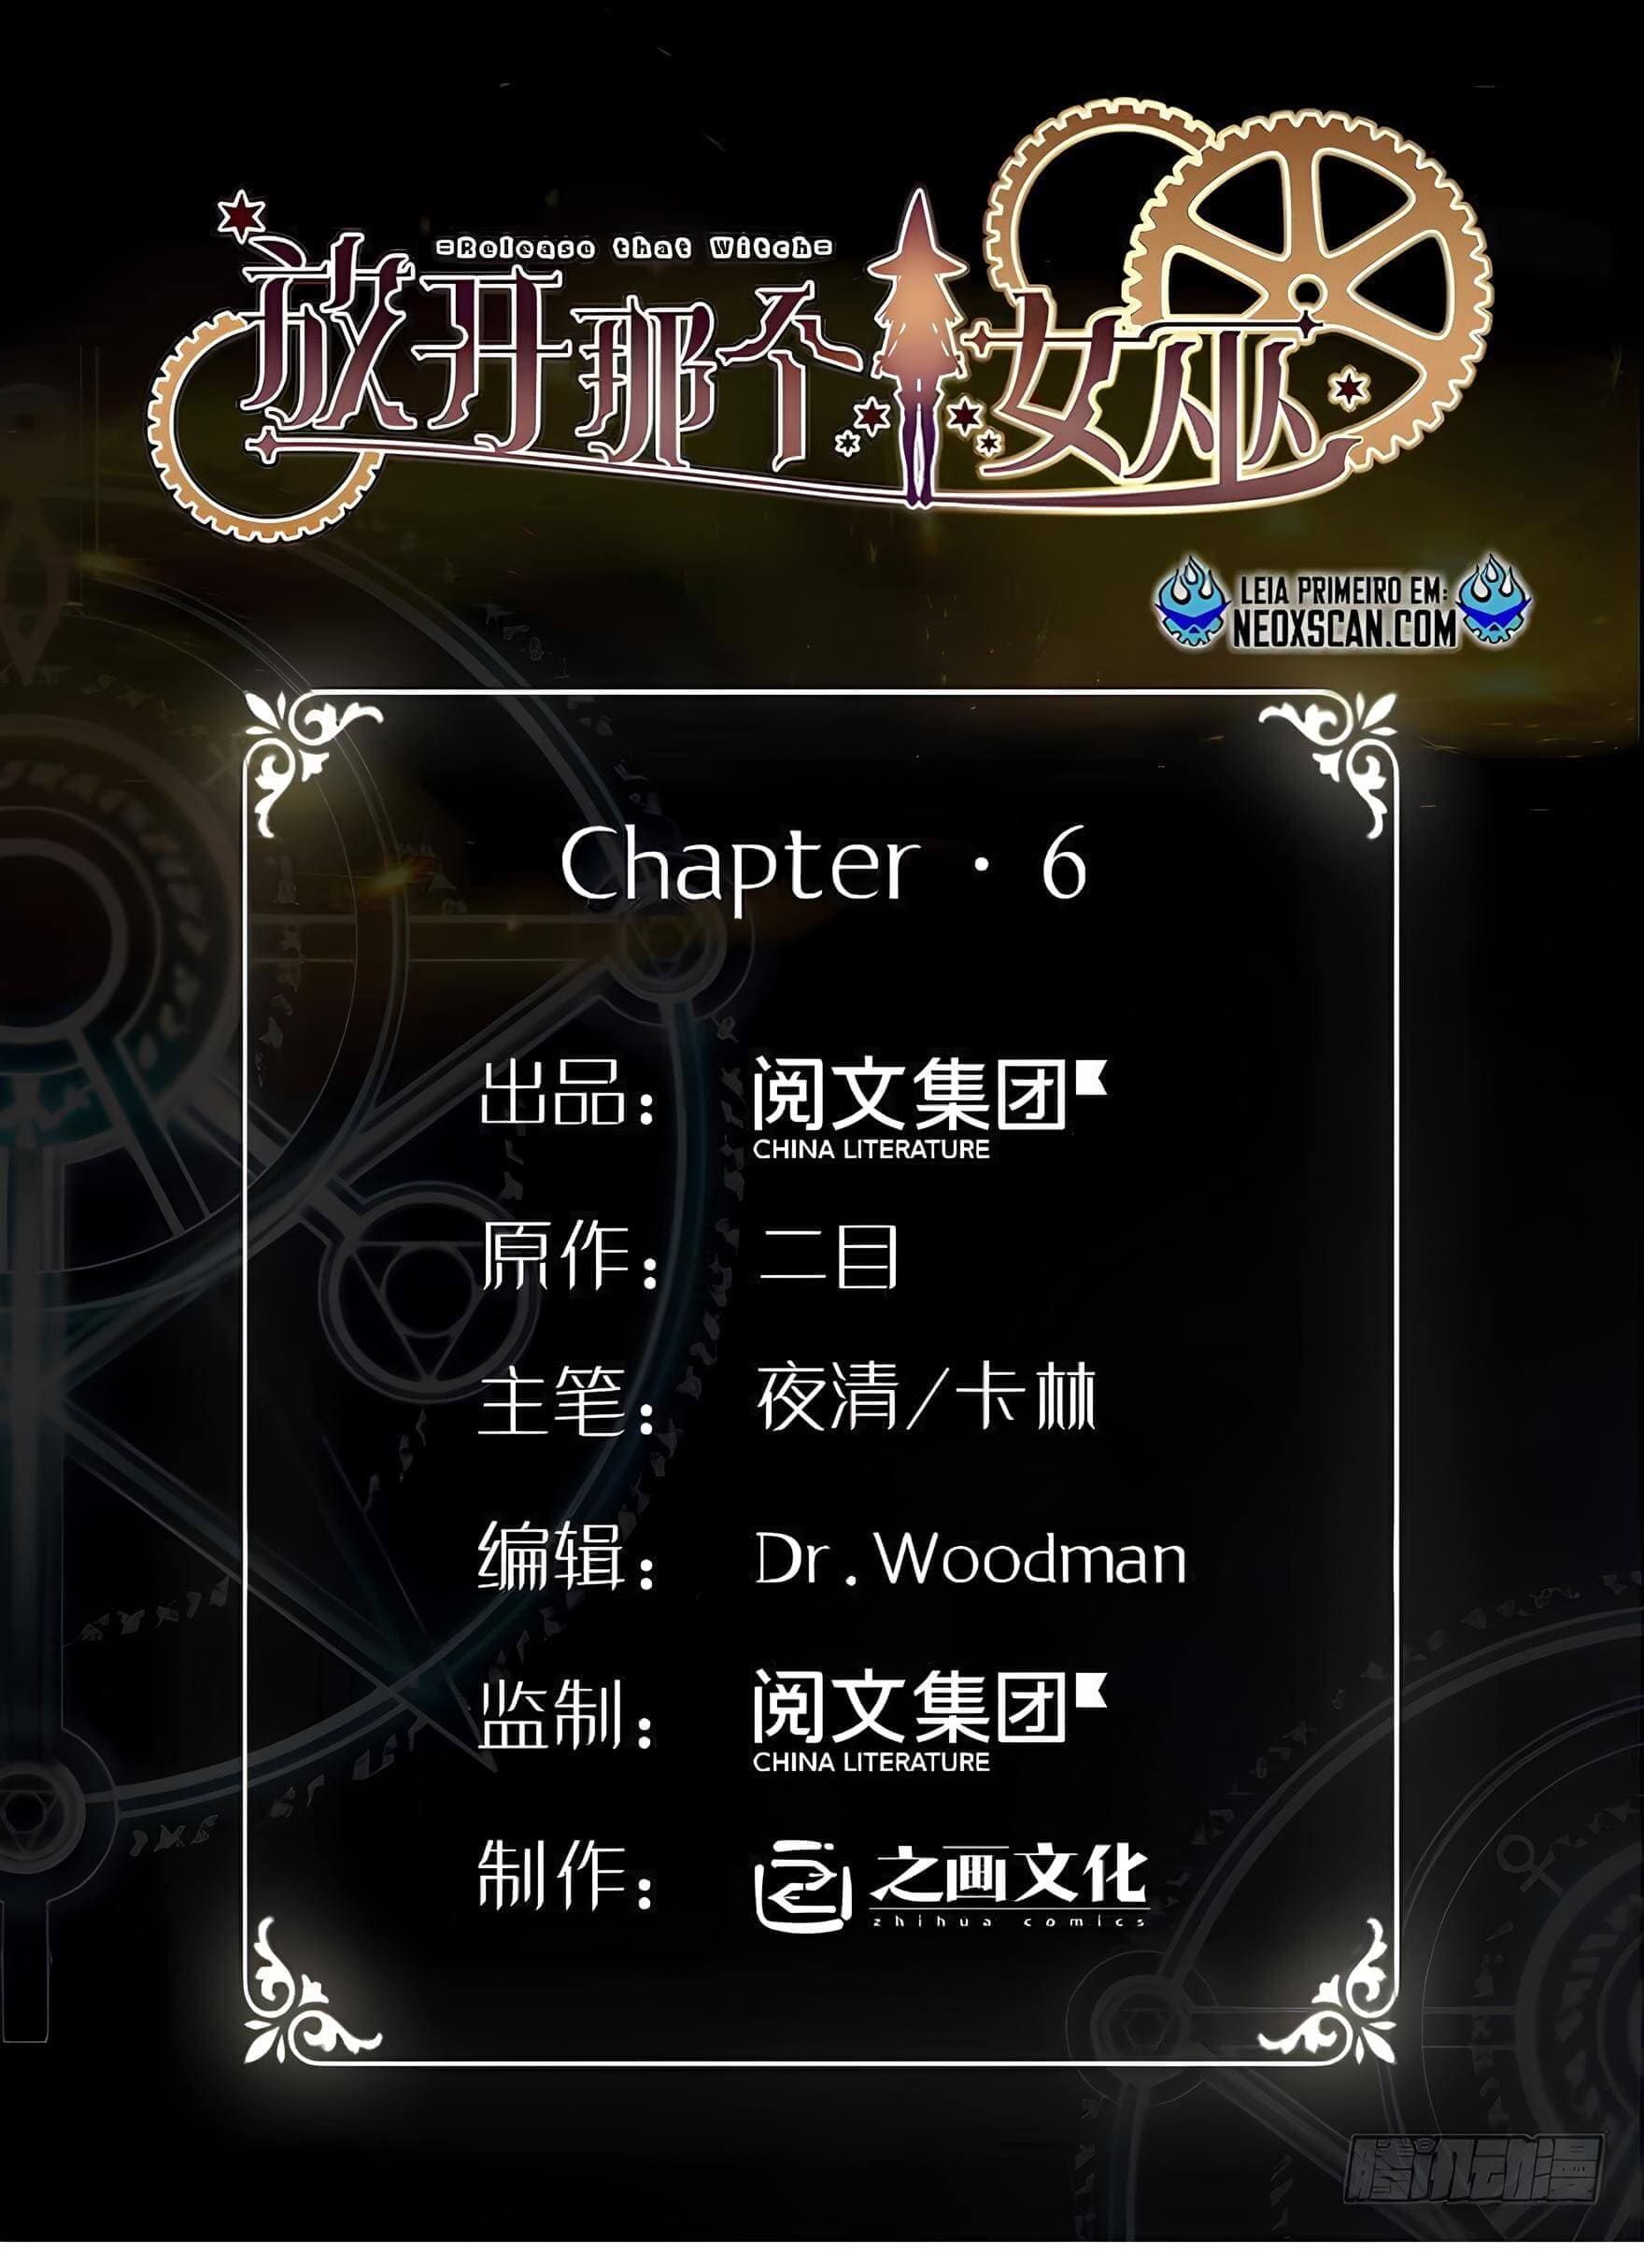 =Release that Witch=
放开那个女巫
LEIA PRIMEIRO EM:
NEOXSCAN.COM
Chapter · 6
出品： 阅文集团
CHINA LITERATURE
原作： 二目
主笔： 夜清/卡林
编辑： Dr.Woodman
监制： 阅文集团
CHINA LITERATURE
制作： 之画文化
zhihua comics
腾讯动漫